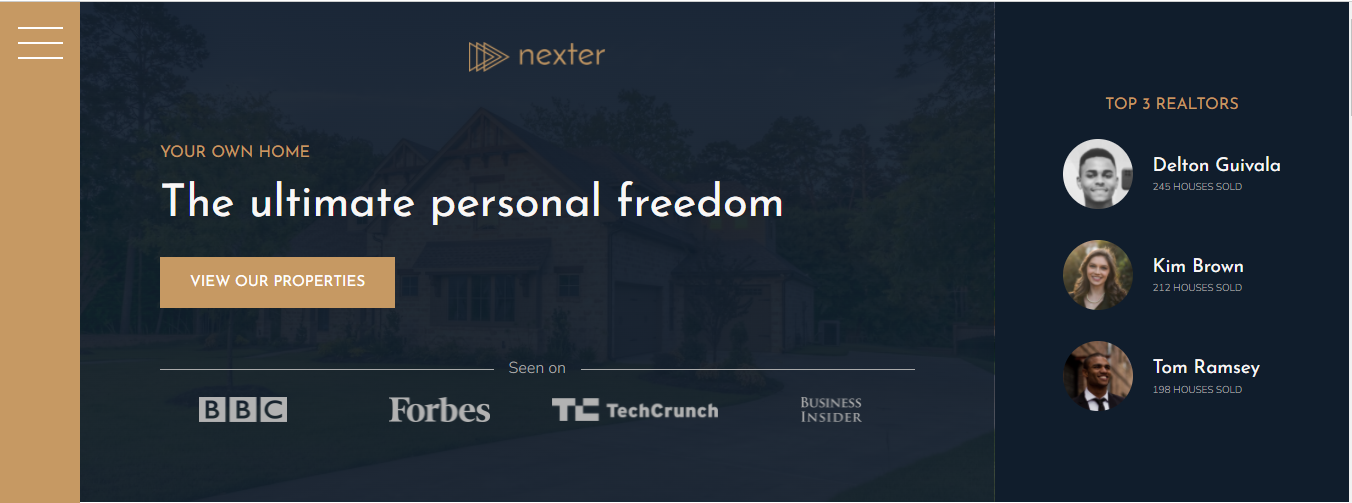 nexter
YOUR OWN HOME
The ultimate personal freedom
VIEW OUR PROPERTIES
Seen on
BBC
Forbes
TC TechCrunch
BUSINESS
INSIDER
TOP 3 REALTORS
Delton Guivala
245 HOUSES SOLD
Kim Brown
212 HOUSES SOLD
Tom Ramsey
198 HOUSES SOLD